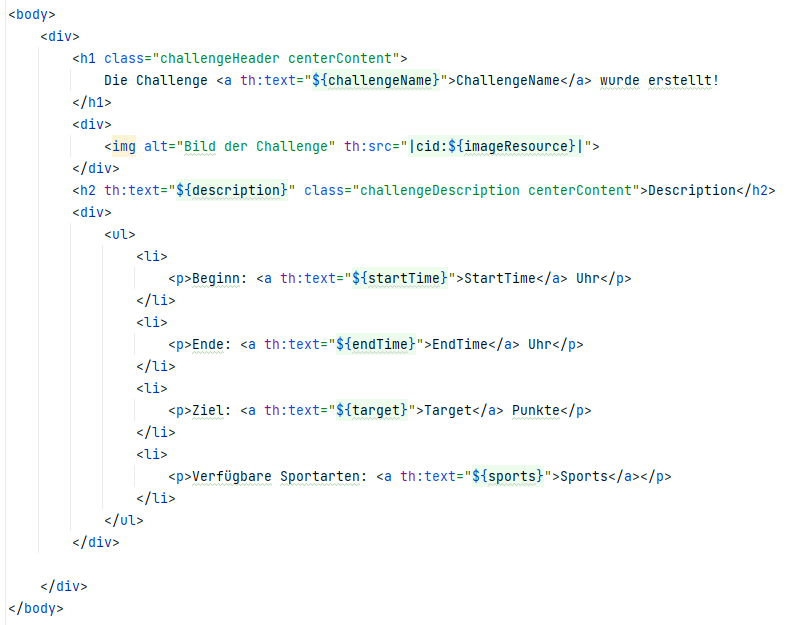 <body>
<div>
<h1 class="challengeHeader centerContent">
Die Challenge <a th:text="${challengeName}">ChallengeName</a> wurde erstellt!
</h1>
<div>
<img alt="Bild der Challenge" th:src="|cid:${imageResource}|">
</div>
<h2 th:text="${description}" class="challengeDescription centerContent">Description</h2>
<div>
<ul>
<li>
<p>Beginn: <a th:text="${startTime}">StartTime</a> Uhr</p>
</li>
<li>
<p>Ende: <a th:text="${endTime}">EndTime</a> Uhr</p>
</li>
<li>
<p>Ziel: <a th:text="${target}">Target</a> Punkte</p>
</li>
<li>
<p>Verfügbare Sportarten: <a th:text="${sports}">Sports</a></p>
</li>
</ul>
</div>
</div>
</body>